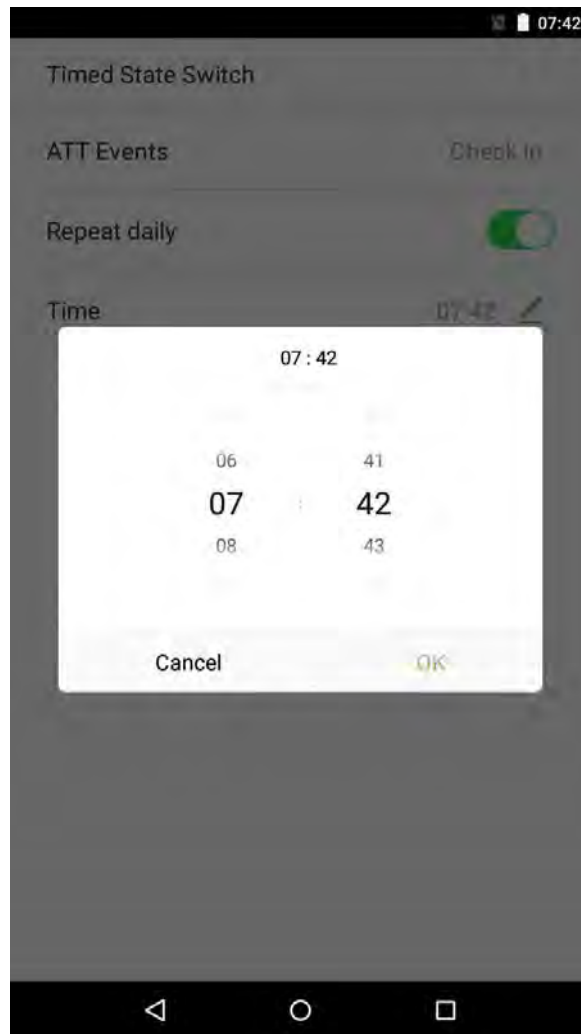 07:42
Timed State Switch
ATT Events Check In
Repeat daily
Time 07:42
07 : 42
06 41
07 : 42
08 43
Cancel OK